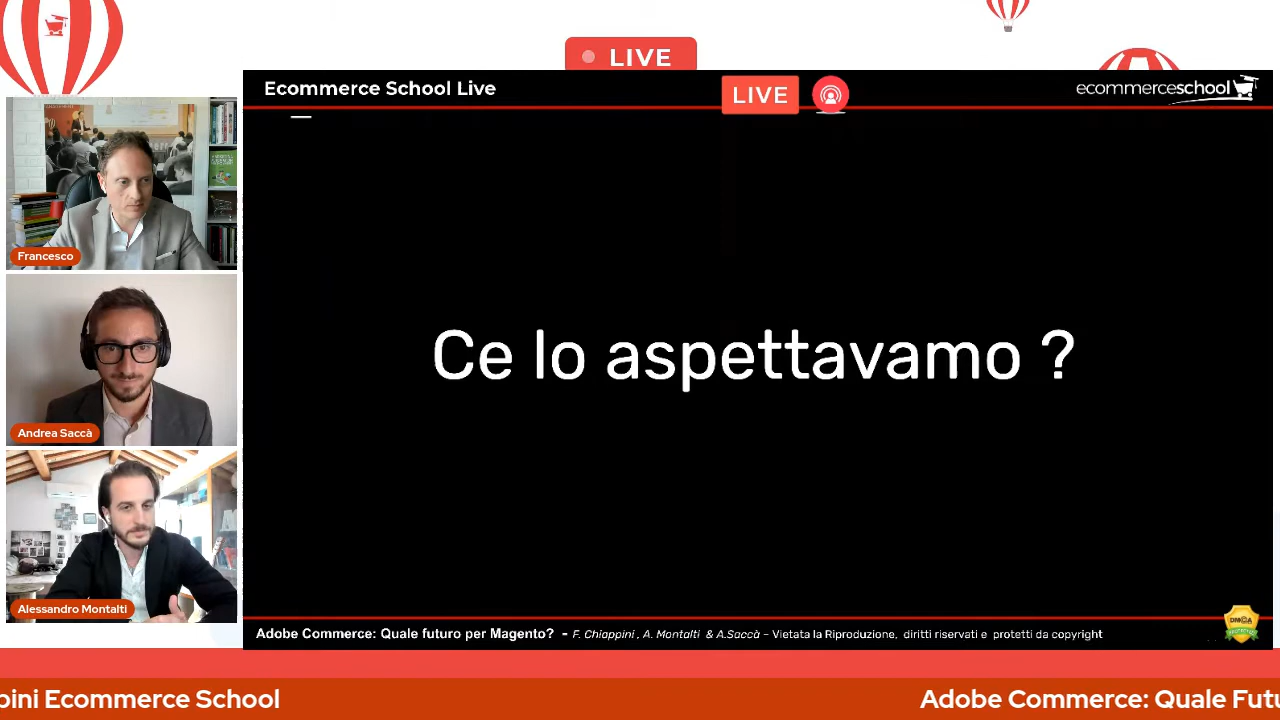 LIVE
Ecommerce School Live
LIVE
ecommerceschool
Francesco
Andrea Saccà
Alessandro Montalti
Ce lo aspettavamo ?
Adobe Commerce: Quale futuro per Magento? - F. Chiappini , A. Montalti & A.Saccà – Vietata la Riproduzione, diritti riservati e protetti da copyright
DMCA
pini Ecommerce School
Adobe Commerce: Quale Futu